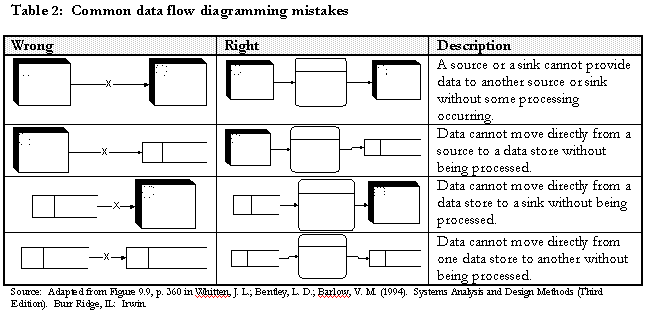 Table 2: Common data flow diagramming mistakes
Wrong
Right
Description
X
A source or a sink cannot provide
data to another source or sink
without some processing
occurring.
X
Data cannot move directly from a
source to a data store without
being processed.
X
Data cannot move directly from a
data store to a sink without being
processed.
X
Data cannot move directly from
one data store to another without
being processed.
Source: Adapted from Figure 9.9, p. 360 in Whitten, J. L.; Bentley, L. D.; Barlow, V. M. (1994). Systems Analysis and Design Methods (Third
Edition). Burr Ridge, IL: Irwin.